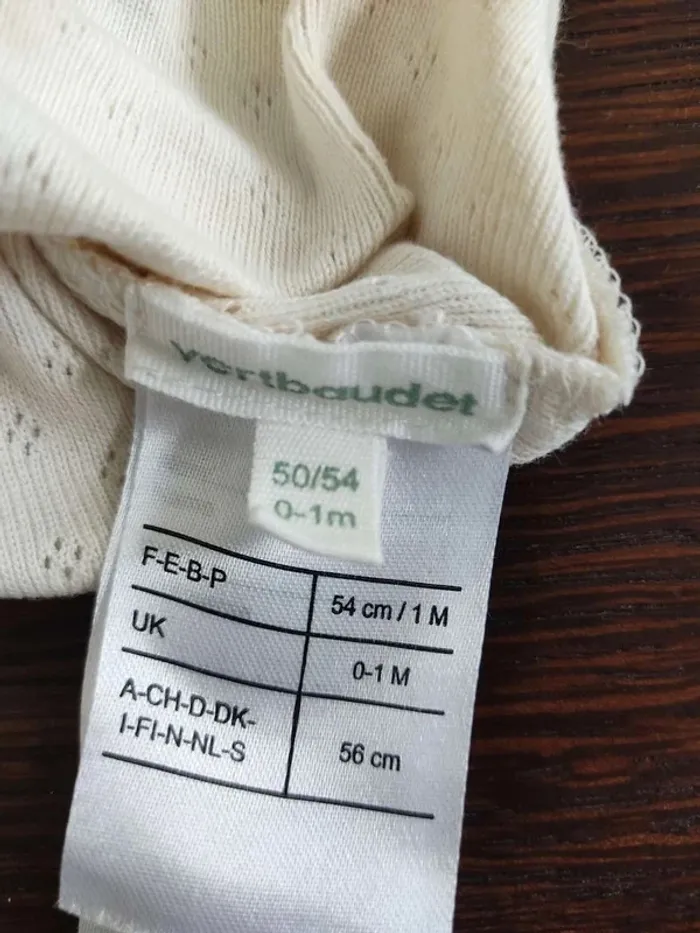 vertbaudet
50/54
0-1m
F-E-B-P
54 cm / 1 M
UK
0-1 M
A-CH-D-DK-
I-FI-N-NL-S
56 cm